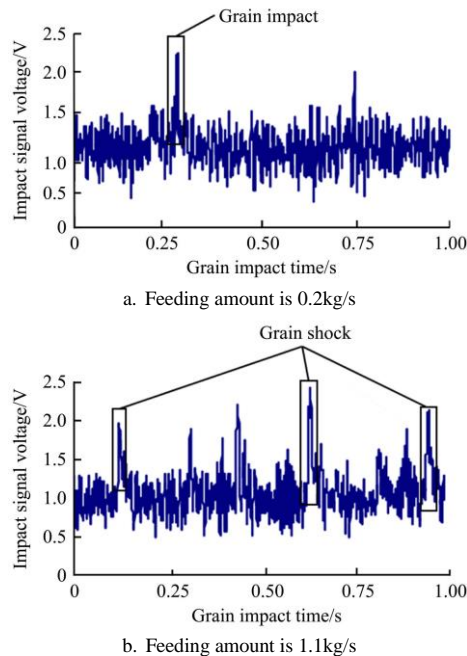 Grain impact
2.5
2.0
1.5
1.0
0.5
0
Impact signal voltage/V
0 0.25 0.50 0.75 1.00
Grain impact time/s
a. Feeding amount is 0.2kg/s
Grain shock
2.5
2.0
1.5
1.0
0.5
0
Impact signal voltage/V
0 0.25 0.50 0.75 1.00
Grain impact time/s
b. Feeding amount is 1.1kg/s